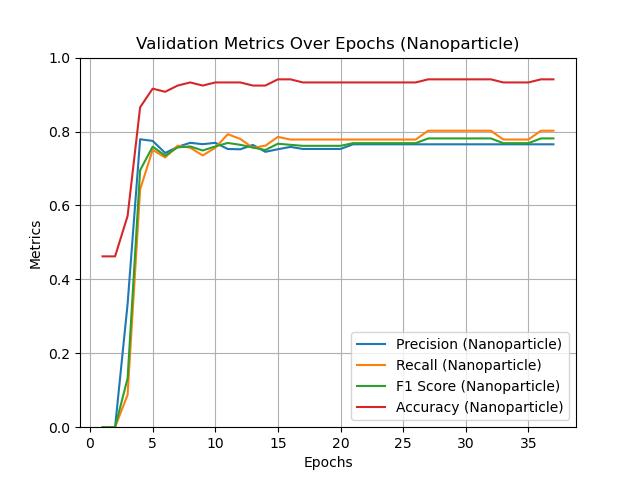 Validation Metrics Over Epochs (Nanoparticle)
1.0
0.8
0.6
0.4
0.2
0.0
Metrics
0 5 10 15 20 25 30 35
Epochs
Precision (Nanoparticle)
Recall (Nanoparticle)
F1 Score (Nanoparticle)
Accuracy (Nanoparticle)